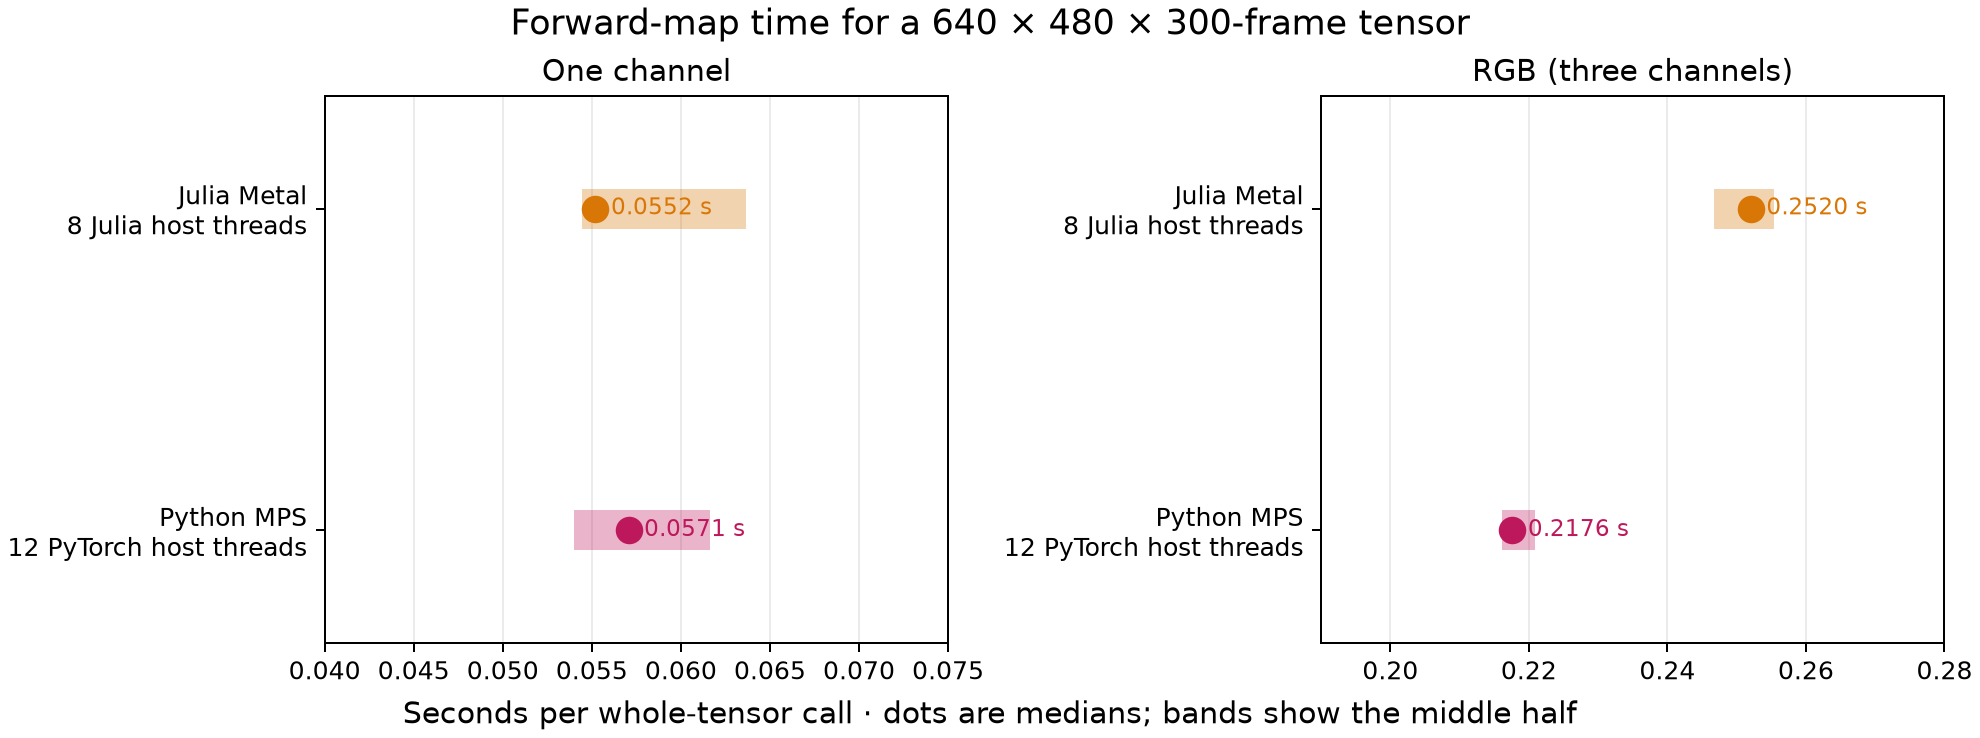 Forward-map time for a 640 × 480 × 300-frame tensor
One channel
Julia Metal
8 Julia host threads
0.0552 s
Python MPS
12 PyTorch host threads
0.0571 s
0.040 0.045 0.050 0.055 0.060 0.065 0.070 0.075
RGB (three channels)
Julia Metal
8 Julia host threads
0.2520 s
Python MPS
12 PyTorch host threads
0.2176 s
0.20 0.22 0.24 0.26 0.28
Seconds per whole-tensor call · dots are medians; bands show the middle half